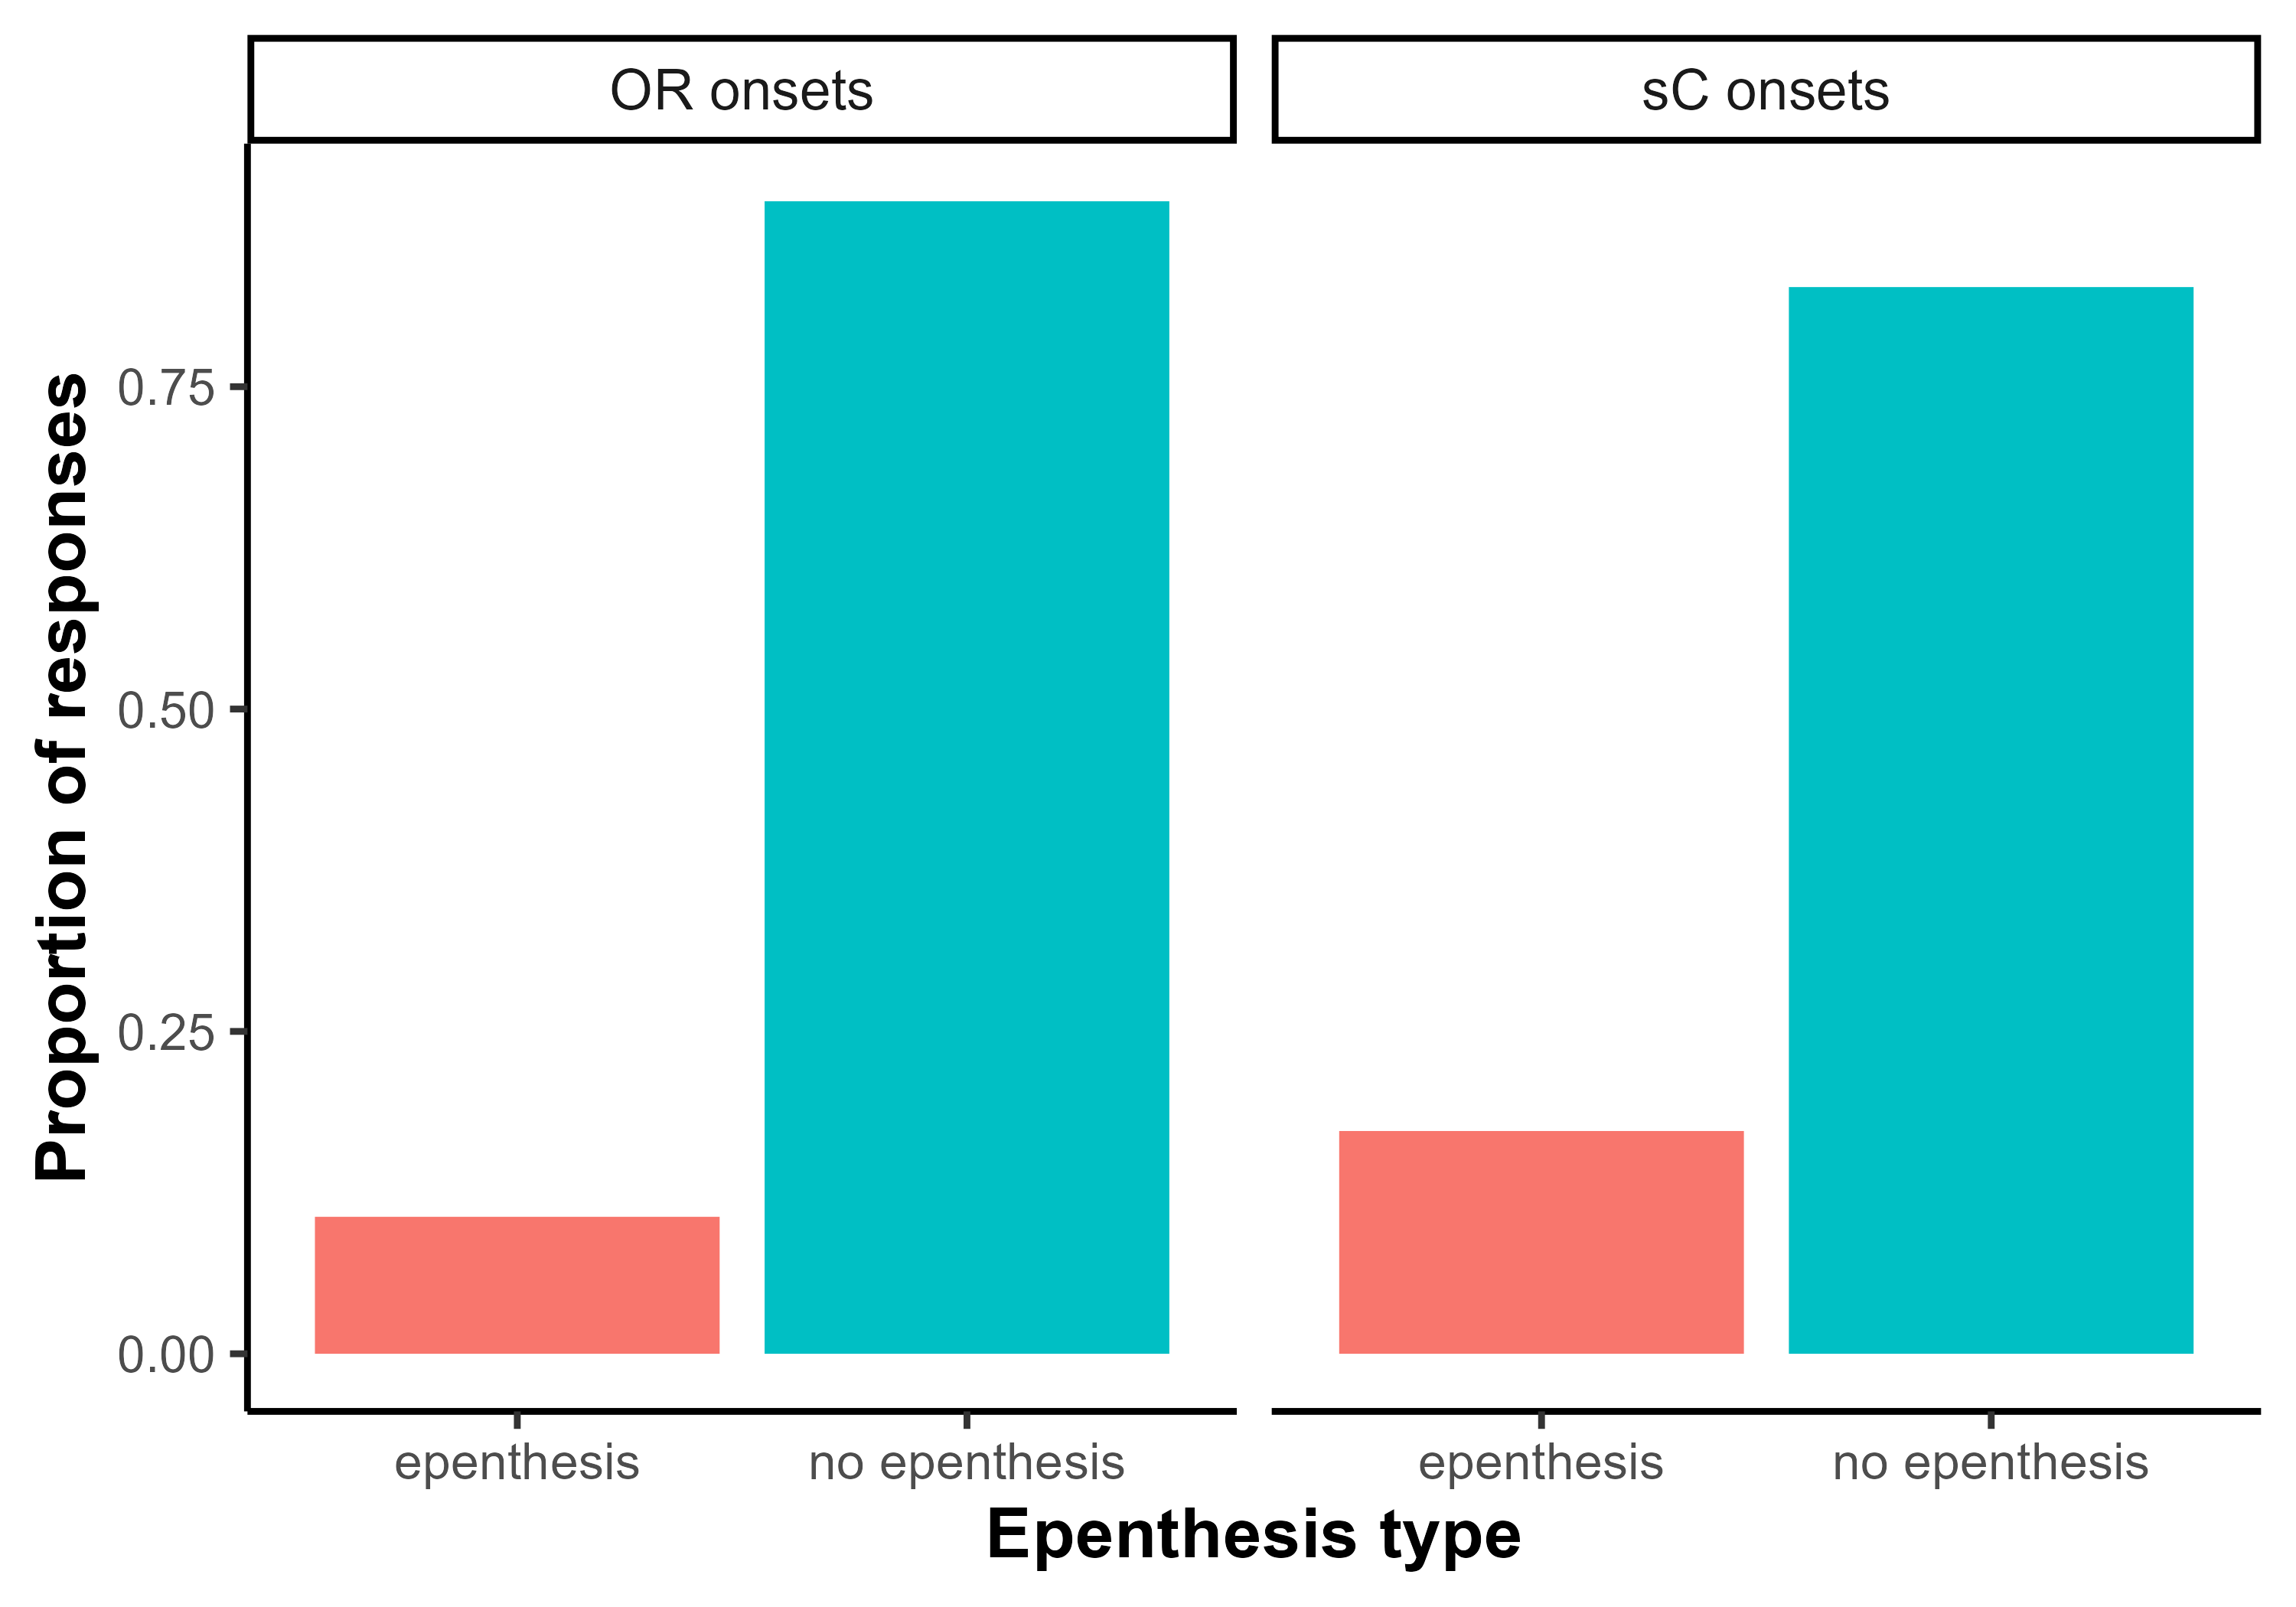 OR onsets
sC onsets
Proportion of responses
0.75
0.50
0.25
0.00
epenthesis
no epenthesis
epenthesis
no epenthesis
Epenthesis type